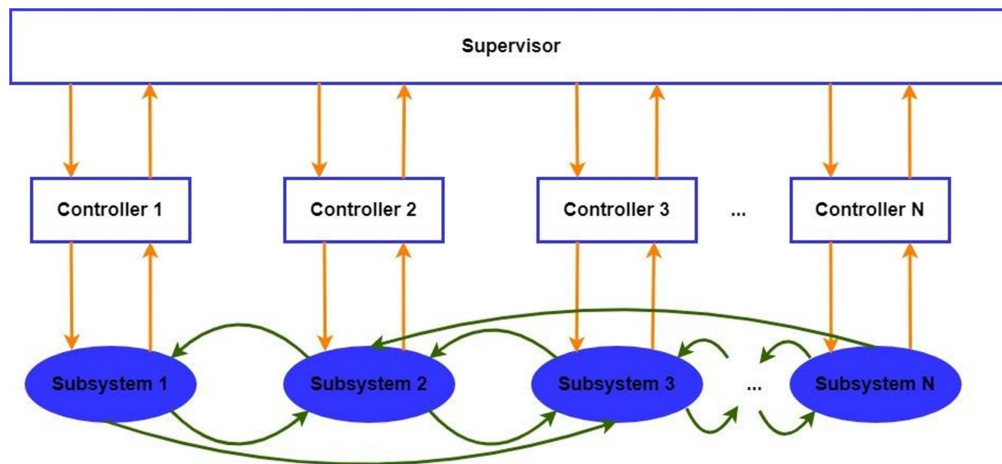 Supervisor
Controller 1
Controller 2
Controller 3
...
Controller N
Subsystem 1
Subsystem 2
Subsystem 3
...
Subsystem N